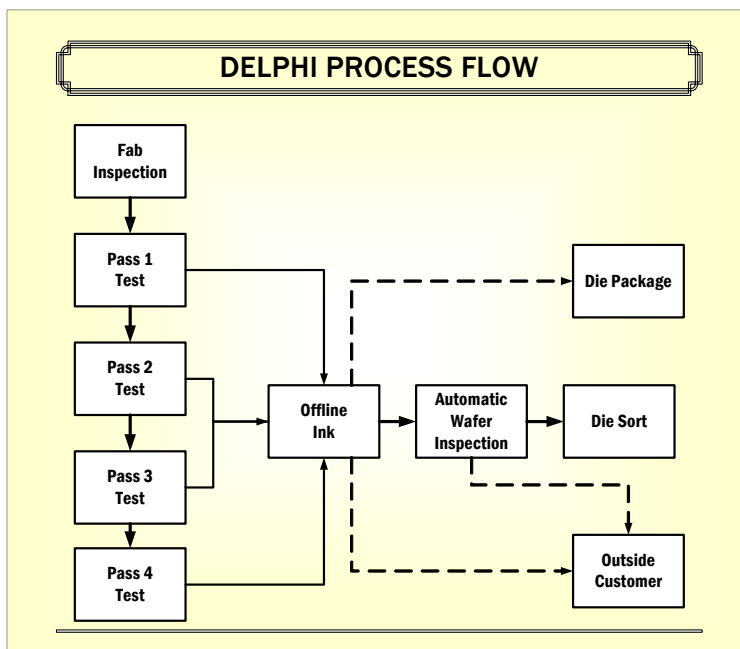 DELPHI PROCESS FLOW
Fab
Inspection
Pass 1
Test
Die Package
Pass 2
Test
Offline
Ink
Automatic
Wafer
Inspection
Die Sort
Pass 3
Test
Pass 4
Test
Outside
Customer